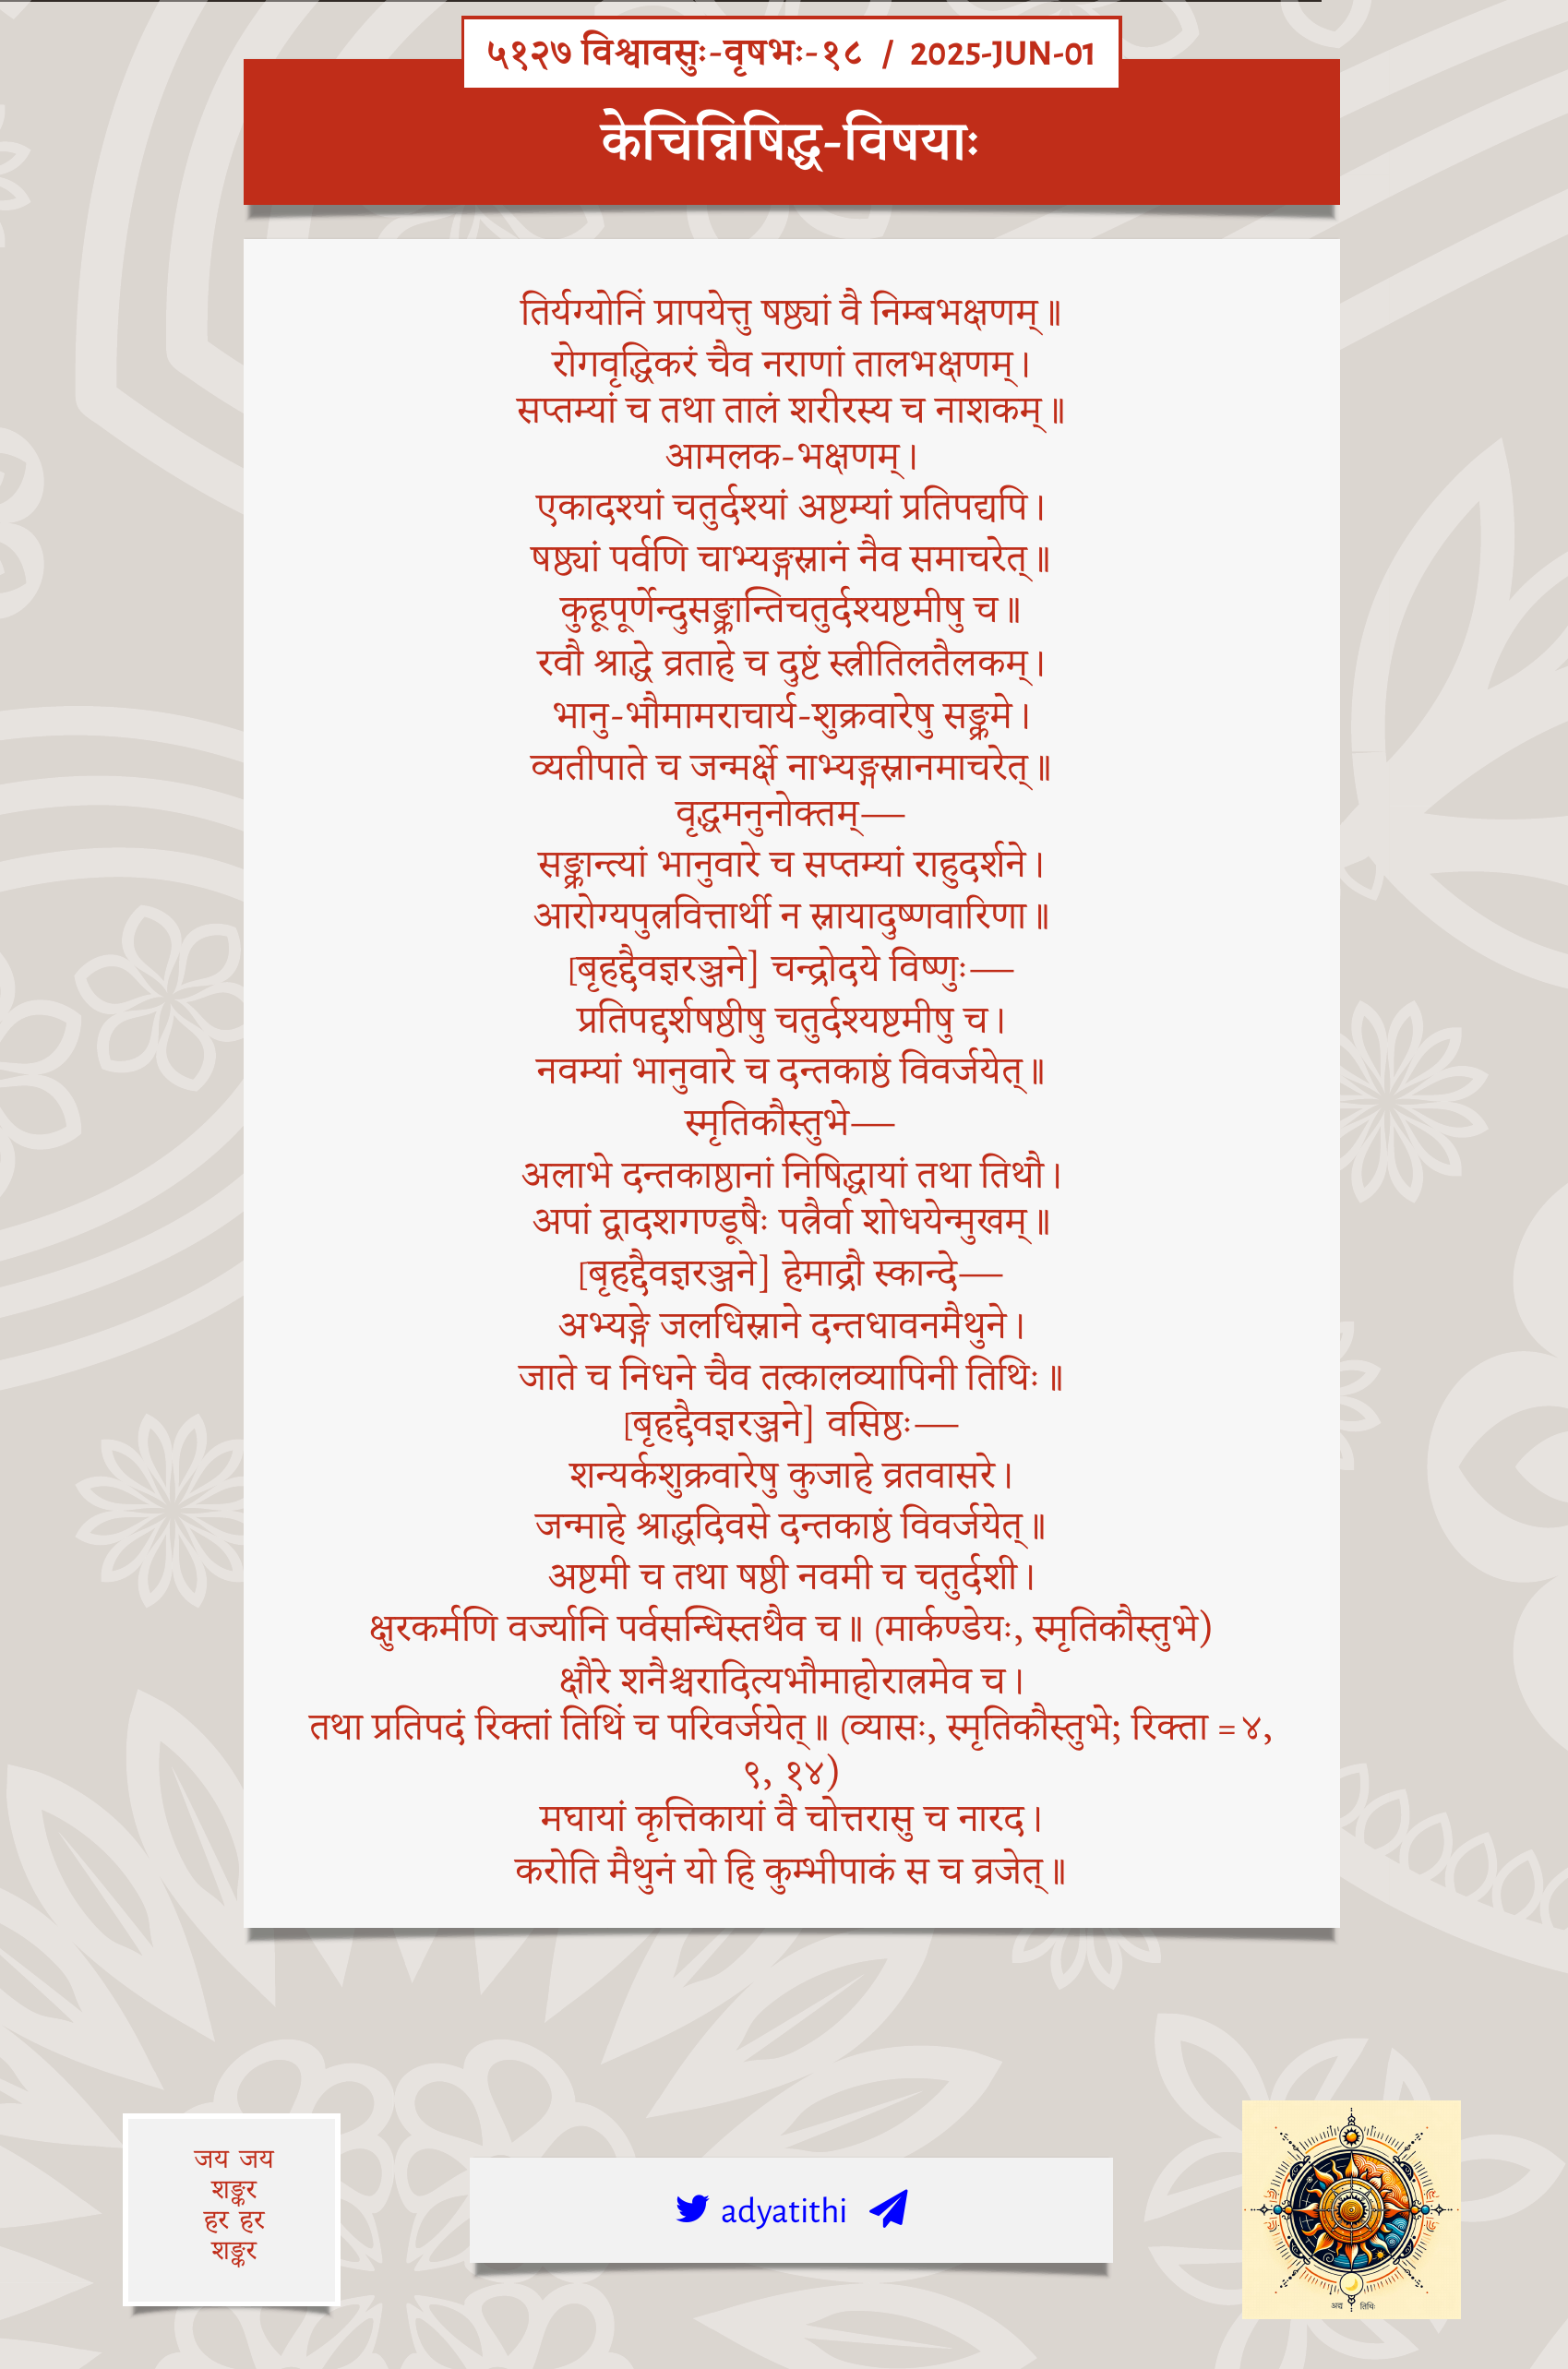 ५१२७ विश्वावसुः-वृषभः-१८ / 2025-JUN-01
केचिन्निषिद्ध-विषयाः
तिर्यग्योनिं प्रापयेत्तु षष्ठ्यां वै निम्बभक्षणम्॥
रोगवृद्धिकरं चैव नराणां तालभक्षणम्।
सप्तम्यां च तथा तालं शरीरस्य च नाशकम्॥
आमलक-भक्षणम्।
एकादश्यां चतुर्दश्यां अष्टम्यां प्रतिपद्यपि।
षष्ठ्यां पर्वणि चाभ्यङ्गस्नानं नैव समाचरेत्॥
कुहूपूर्णेन्दुसङ्क्रान्तिचतुर्दश्यष्टमीषु च॥
रवौ श्राद्धे व्रताहे च दुष्टं स्त्रीतिलतैलकम्।
भानु-भौमामराचार्य-शुक्रवारेषु सङ्क्रमे।
व्यतीपाते च जन्मर्क्षे नाभ्यङ्गस्नानमाचरेत्॥
वृद्धमनुनोक्तम्—
सङ्क्रान्त्यां भानुवारे च सप्तम्यां राहुदर्शने।
आरोग्यपुत्रवित्तार्थी न स्नायादुष्णवारिणा॥
[बृहद्दैवज्ञरञ्जने] चन्द्रोदये विष्णुः—
प्रतिपद्दर्शषष्ठीषु चतुर्दश्यष्टमीषु च।
नवम्यां भानुवारे च दन्तकाष्ठं विवर्जयेत्॥
स्मृतिकौस्तुभे—
अलाभे दन्तकाष्ठानां निषिद्धायां तथा तिथौ।
अपां द्वादशगण्डूषैः पत्रैर्वा शोधयेन्मुखम्॥
[बृहद्दैवज्ञरञ्जने] हेमाद्रौ स्कान्दे—
अभ्यङ्गे जलधिस्नाने दन्तधावनमैथुने।
जाते च निधने चैव तत्कालव्यापिनी तिथिः॥
[बृहद्दैवज्ञरञ्जने] वसिष्ठः—
शन्यर्कशुक्रवारेषु कुजाहे व्रतवासरे।
जन्माहे श्राद्धदिवसे दन्तकाष्ठं विवर्जयेत्॥
अष्टमी च तथा षष्ठी नवमी च चतुर्दशी।
क्षुरकर्मणि वर्ज्यानि पर्वसन्धिस्तथैव च॥ (मार्कण्डेयः, स्मृतिकौस्तुभे)
क्षौरे शनैश्चरादित्यभौमाहोरात्रमेव च।
तथा प्रतिपदं रिक्तां तिथिं च परिवर्जयेत्॥ (व्यासः, स्मृतिकौस्तुभे; रिक्ता =४,
९, १४)
मघायां कृत्तिकायां वै चोत्तरासु च नारद।
करोति मैथुनं यो हि कुम्भीपाकं स च व्रजेत्॥
जय जय
शङ्कर
हर हर
शङ्कर
adyatithi
अद्य तिथिः